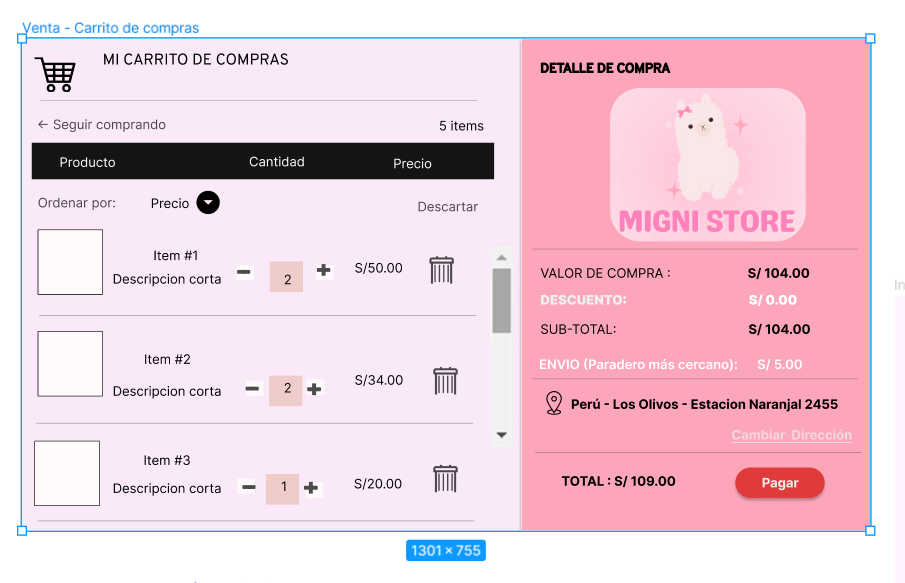 Venta - Carrito de compras
MI CARRITO DE COMPRAS
← Seguir comprando
5 items
Producto Cantidad Precio
Ordenar por: Precio
Descartar
Item #1
Descripcion corta
2
S/50.00
Item #2
Descripcion corta
2
S/34.00
Item #3
Descripcion corta
1
S/20.00
DETALLE DE COMPRA
MIGNI STORE
VALOR DE COMPRA : S/ 104.00
DESCUENTO: S/ 0.00
SUB-TOTAL: S/ 104.00
ENVIO (Paradero más cercano): S/ 5.00
Perú - Los Olivos - Estacion Naranjal 2455
Cambiar Dirección
TOTAL : S/ 109.00
Pagar
1301 × 755
In